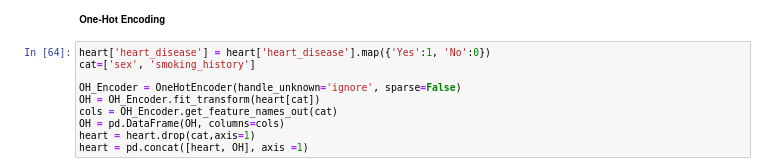 One-Hot Encoding
In [64]: heart['heart_disease'] = heart['heart_disease'].map({'Yes':1, 'No':0})
cat=['sex', 'smoking_history']
OH_Encoder = OneHotEncoder(handle_unknown='ignore', sparse=False)
OH = OH_Encoder.fit_transform(heart[cat])
cols = OH_Encoder.get_feature_names_out(cat)
OH = pd.DataFrame(OH, columns=cols)
heart = heart.drop(cat,axis=1)
heart = pd.concat([heart, OH], axis =1)